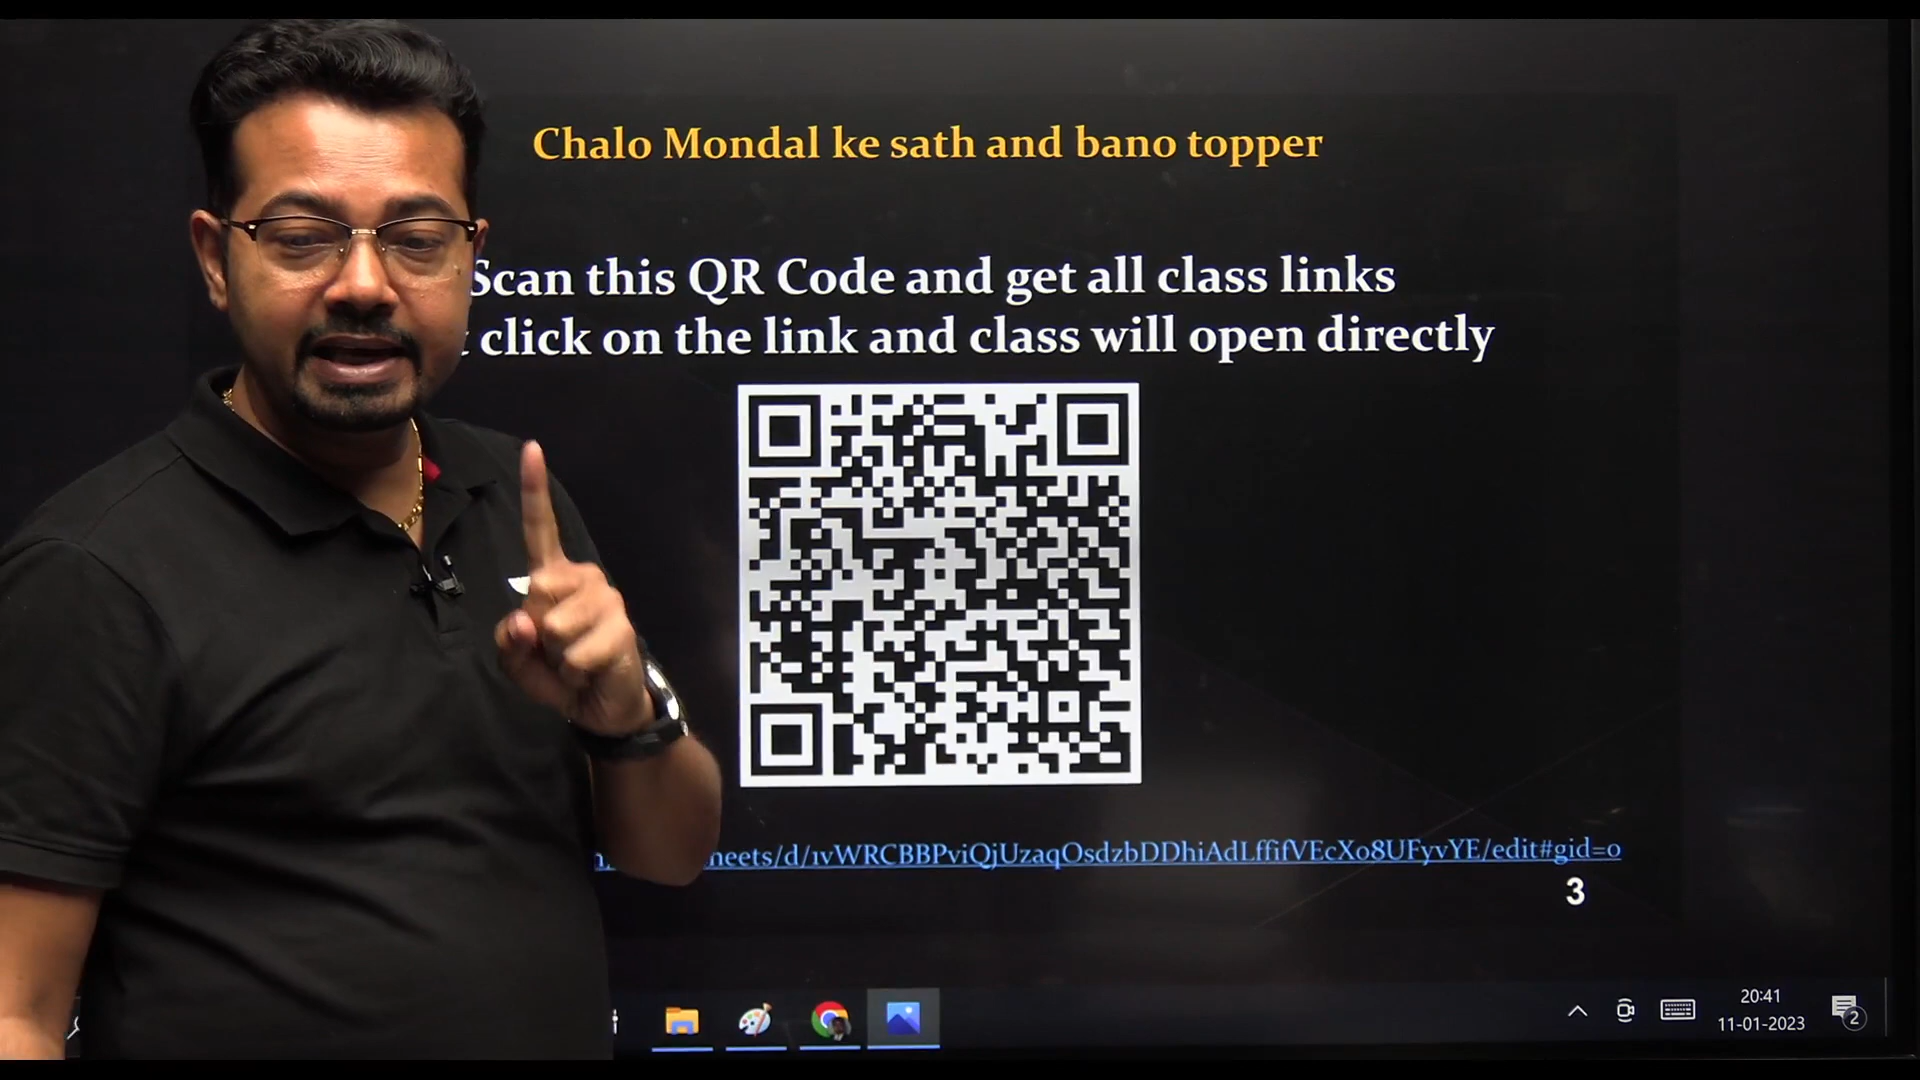 Chalo Mondal ke sath and bano topper
Scan this QR Code and get all class links
click on the link and class will open directly
heets/d/1vWRCBBPviQjUzaqOsdzbDDhiAdLffifVEcXo8UFyvYE/edit#gid=0
3
20:41
11-01-2023
2